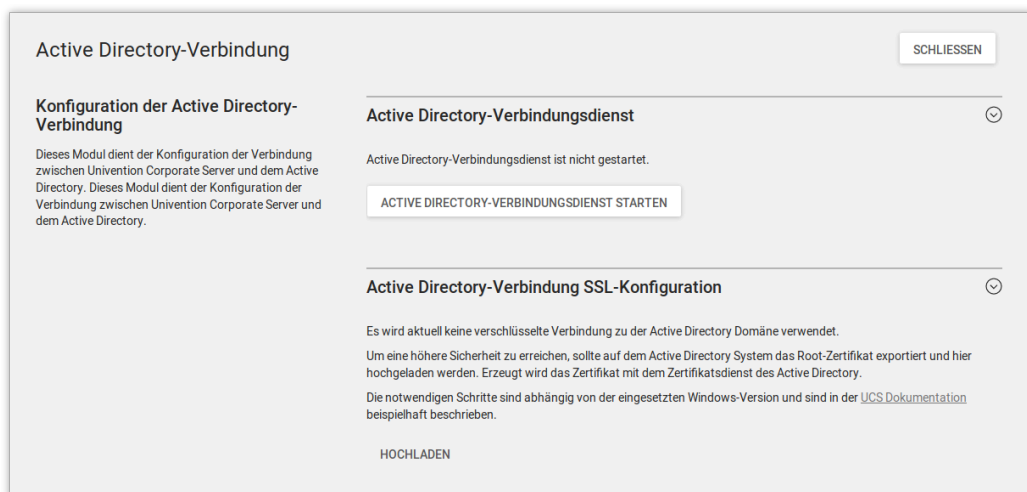 Active Directory-Verbindung
SCHLIESSEN
Konfiguration der Active Directory-
Verbindung
Dieses Modul dient der Konfiguration der Verbindung
zwischen Univention Corporate Server und dem Active
Directory. Dieses Modul dient der Konfiguration der
Verbindung zwischen Univention Corporate Server und
dem Active Directory.
Active Directory-Verbindungsdienst
Active Directory-Verbindungsdienst ist nicht gestartet.
ACTIVE DIRECTORY-VERBINDUNGSDIENST STARTEN
Active Directory-Verbindung SSL-Konfiguration
Es wird aktuell keine verschlüsselte Verbindung zu der Active Directory Domäne verwendet.
Um eine höhere Sicherheit zu erreichen, sollte auf dem Active Directory System das Root-Zertifikat exportiert und hier
hochgeladen werden. Erzeugt wird das Zertifikat mit dem Zertifikatsdienst des Active Directory.
Die notwendigen Schritte sind abhängig von der eingesetzten Windows-Version und sind in der UCS Dokumentation
beispielhaft beschrieben.
HOCHLADEN